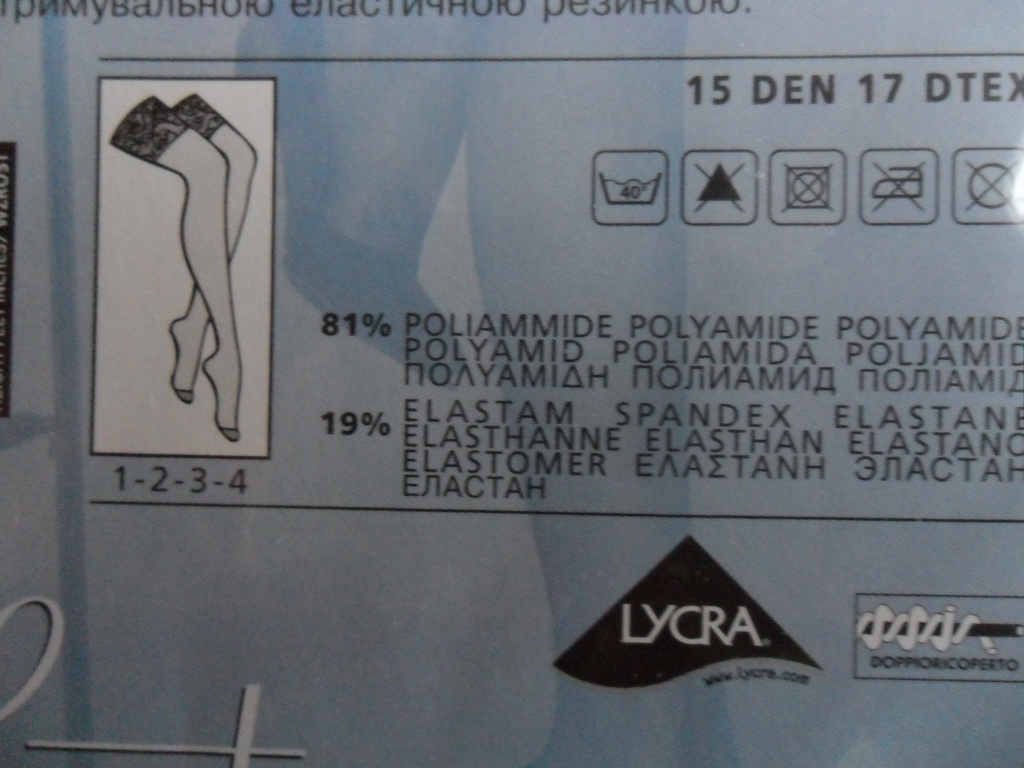 тримувальною еластичною резинкою.
15 DEN 17 DTEX
40°
81% POLIAMMIDE POLYAMIDE POLYAMIDE
POLYAMID POLIAMIDA POLJAMID
ΠΟΛΥΑΜΙΔΗ ПОЛИАМИД ПОЛІАМІД
19% ELASTAM SPANDEX ELASTANE
ELASTHANNE ELASTHAN ELASTANO
ELASTOMER ΕΛΑΣΤΑΝΗ ЭЛАСТАН
ЕЛАСТАН
1-2-3-4
LYCRA®
www.lycra.com
DOPPIORICOPERTO